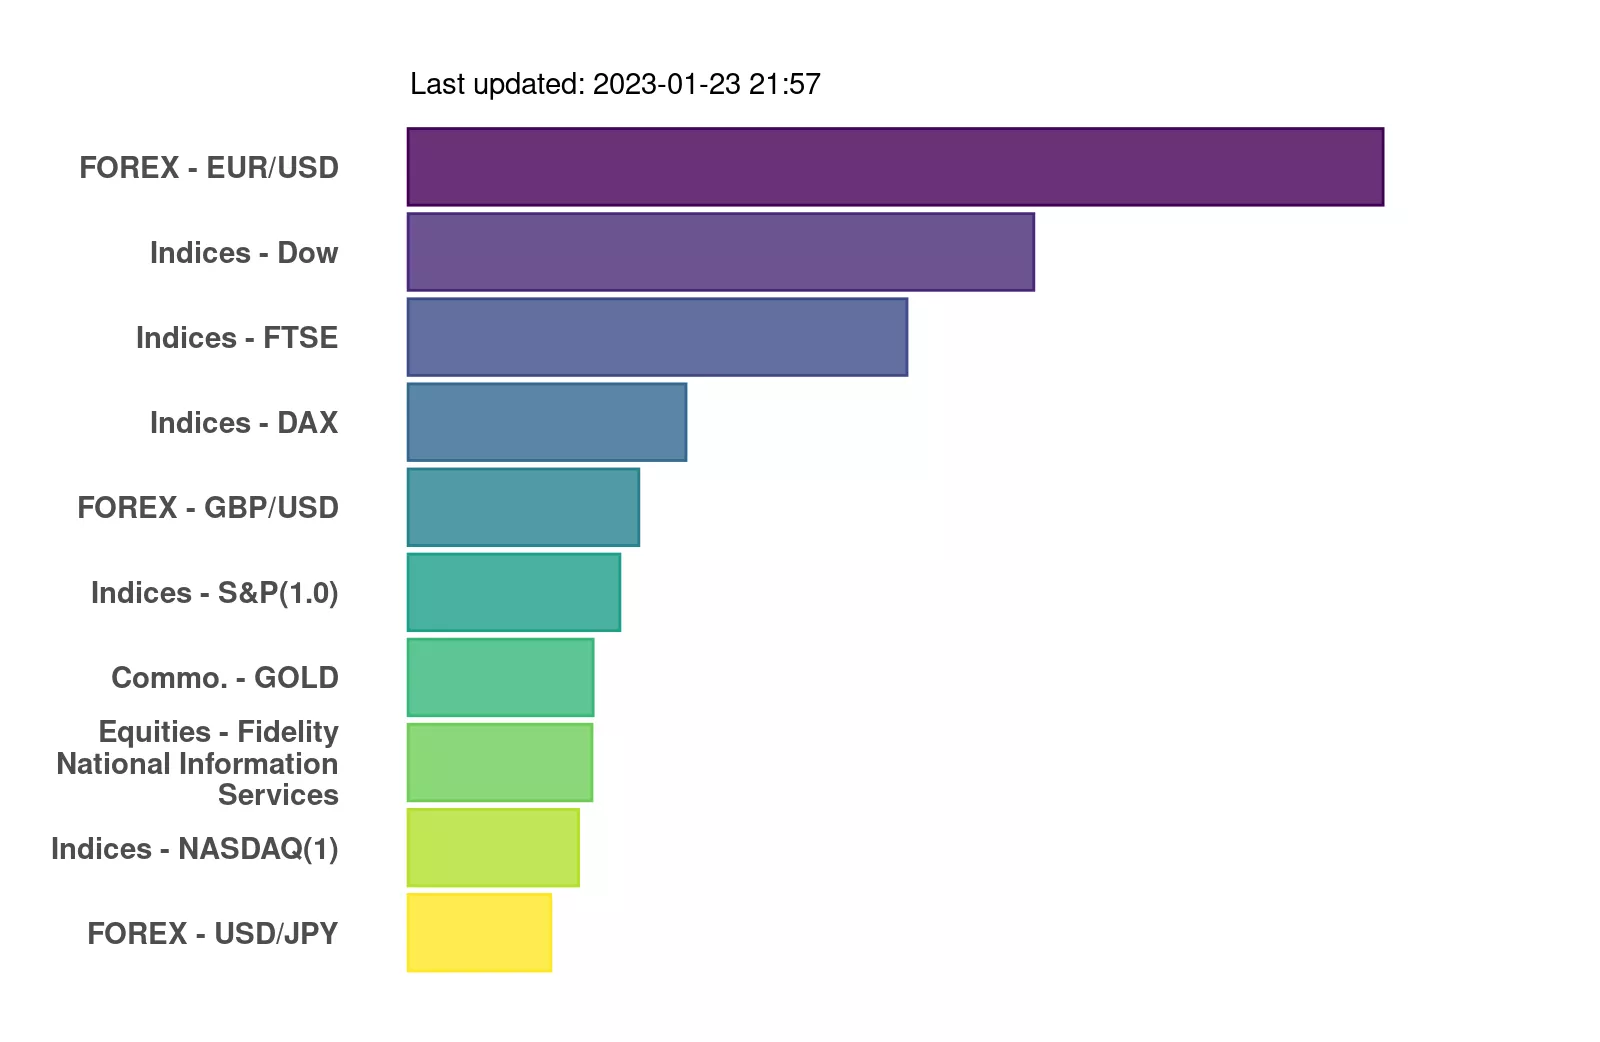 Last updated: 2023-01-23 21:57
FOREX - EUR/USD
Indices - Dow
Indices - FTSE
Indices - DAX
FOREX - GBP/USD
Indices - S&P(1.0)
Commo. - GOLD
Equities - Fidelity
National Information
Services
Indices - NASDAQ(1)
FOREX - USD/JPY